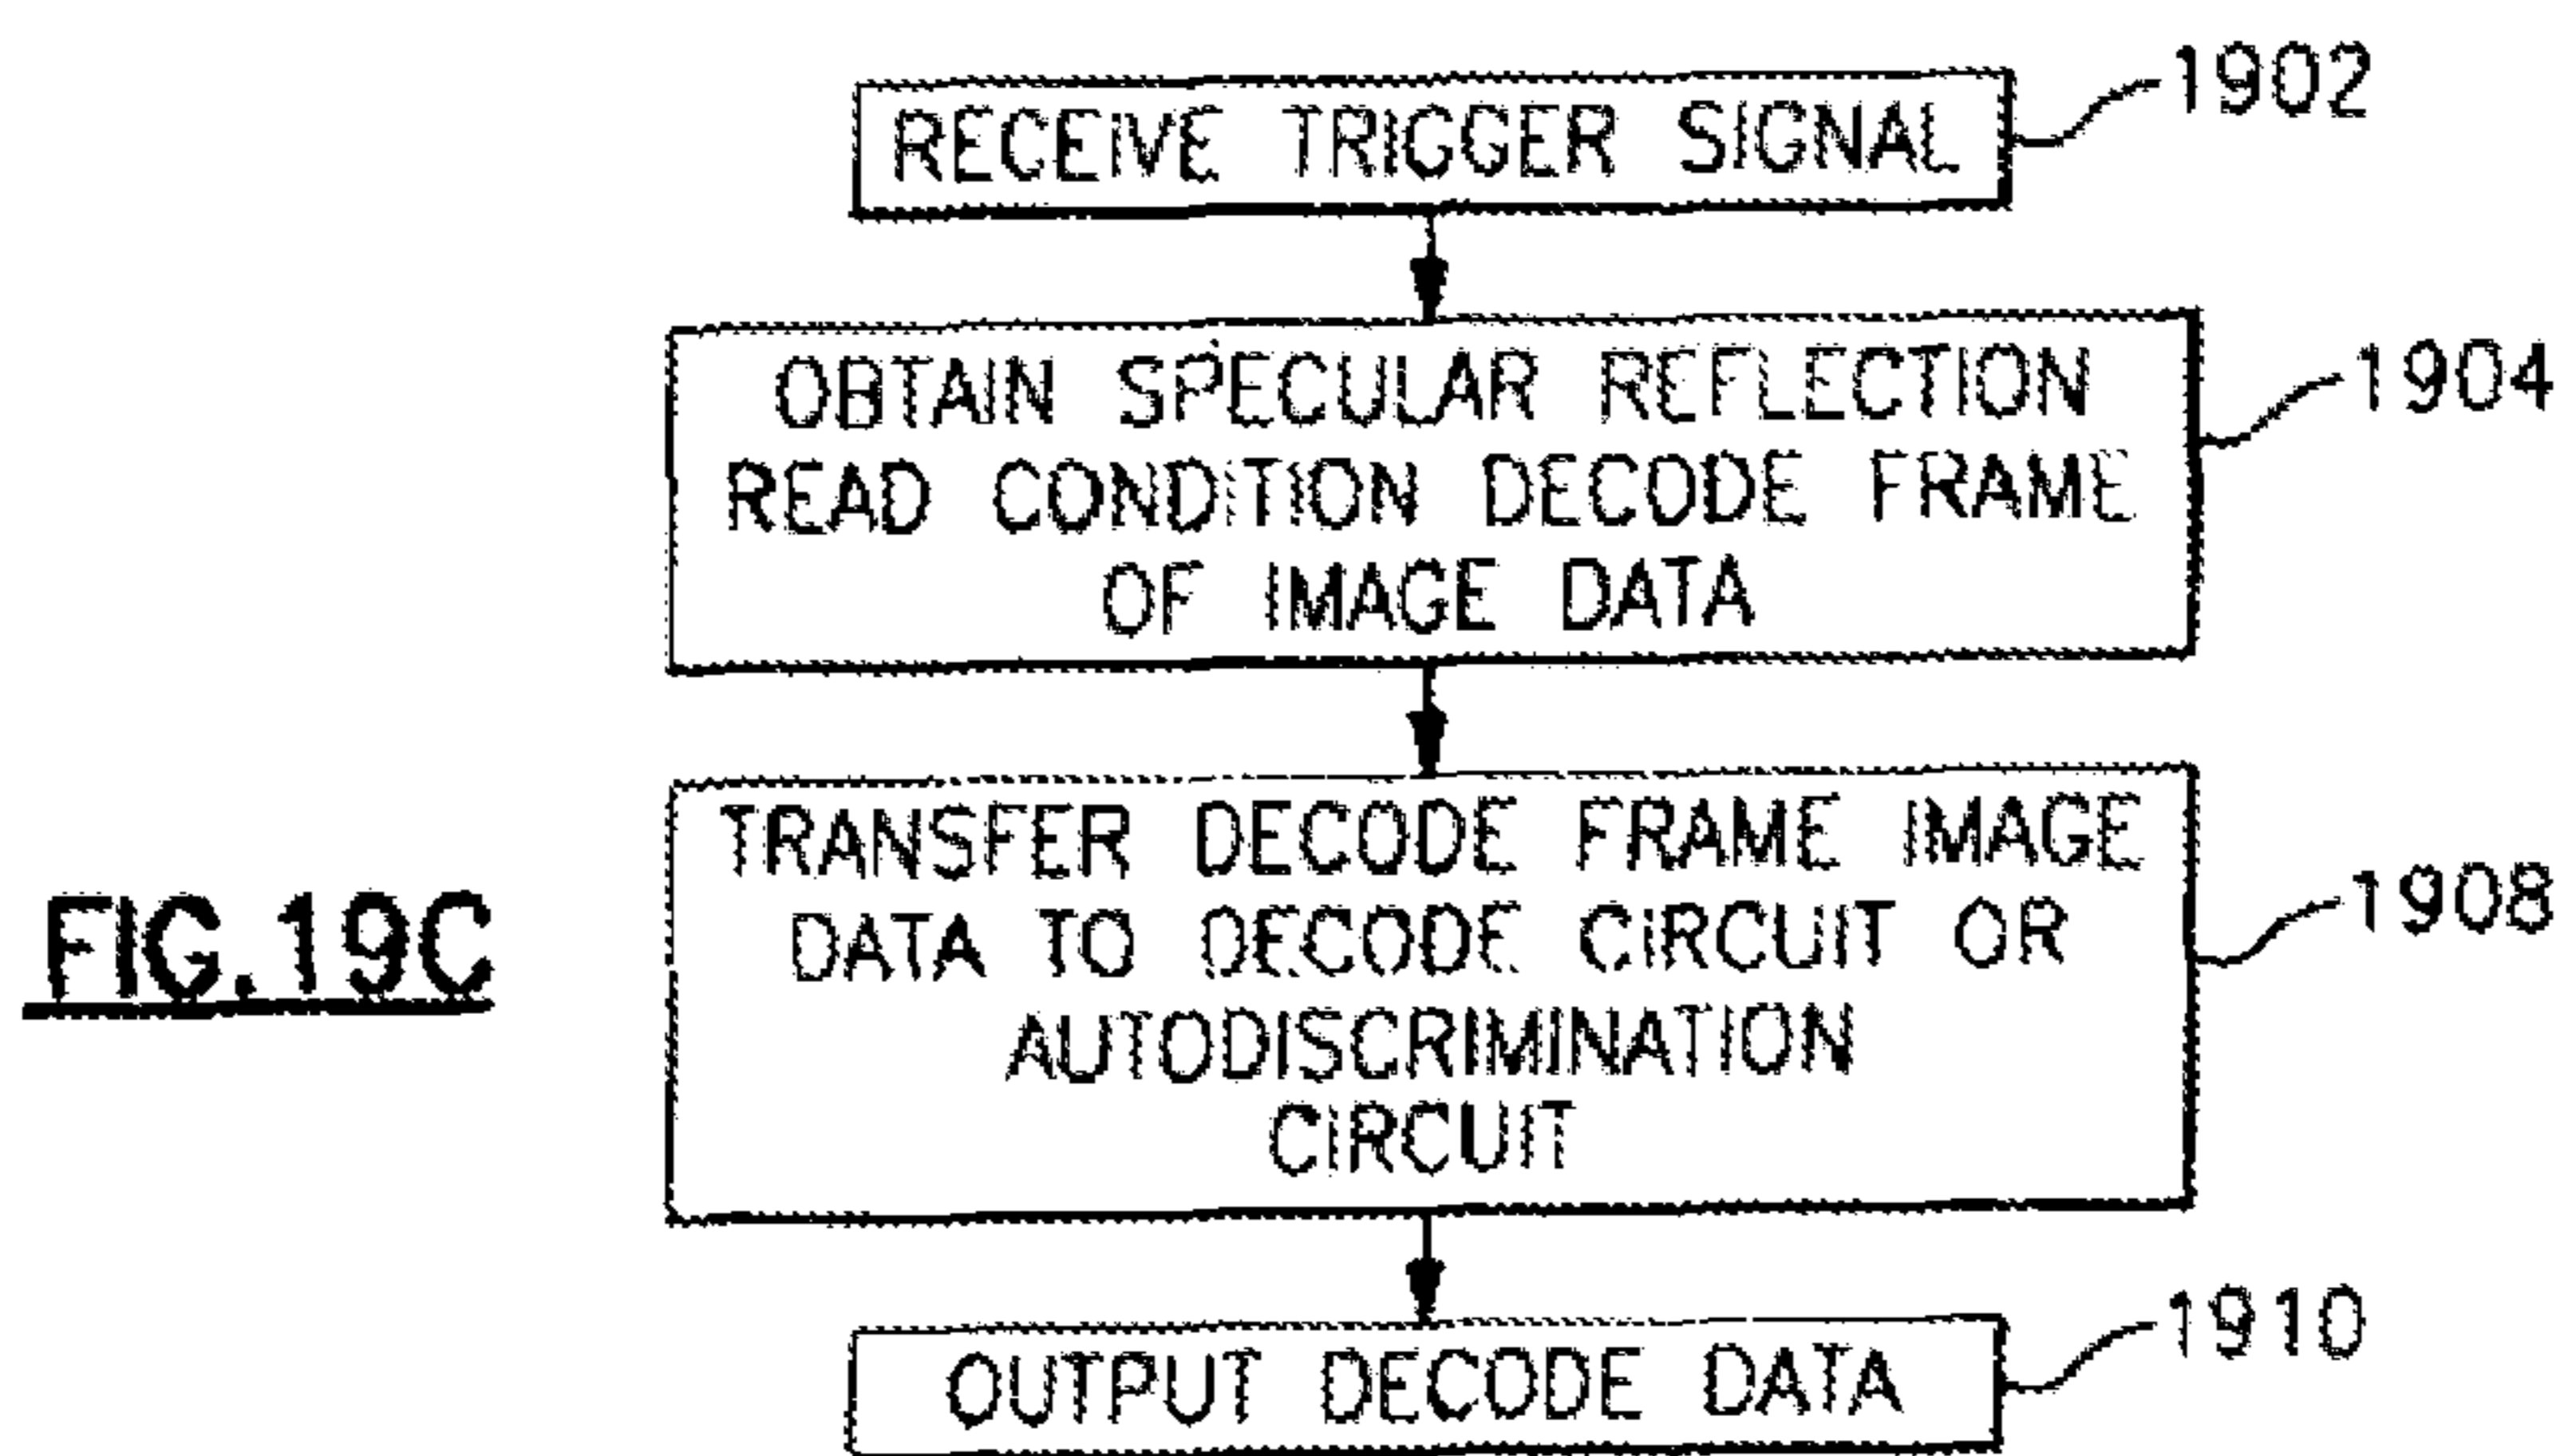 RECEIVE TRIGGER SIGNAL
1902
OBTAIN SPECULAR REFLECTION
READ CONDITION DECODE FRAME
OF IMAGE DATA
1904
TRANSFER DECODE FRAME IMAGE
DATA TO DECODE CIRCUIT OR
AUTODISCRIMINATION
CIRCUIT
1908
FIG.19C
OUTPUT DECODE DATA
1910